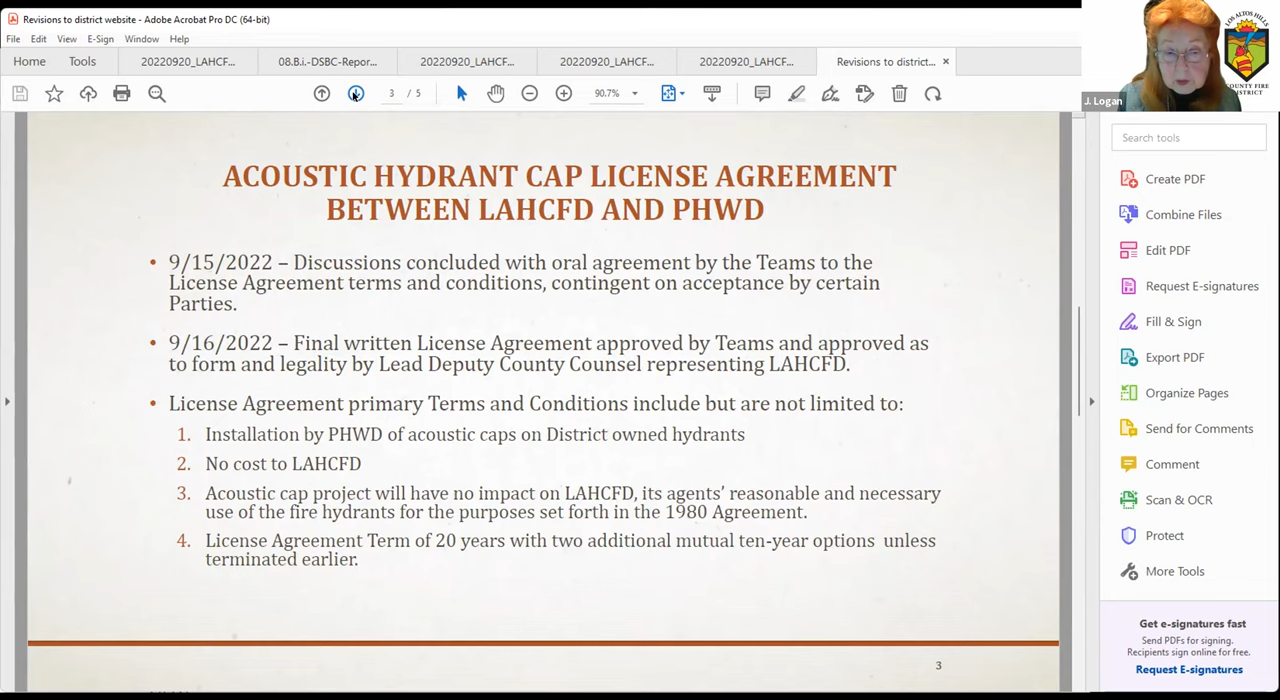 Revisions to district website - Adobe Acrobat Pro DC (64-bit)
File Edit View E-Sign Window Help
Home Tools 20220920_LAHCF... 08.B.i.-DSBC-Repor... 20220920_LAHCF... 20220920_LAHCF... 20220920_LAHCF... Revisions to district... ×
3 / 5 90.7%
J. Logan
LOS ALTOS HILLS
COUNTY FIRE
DISTRICT
ACOUSTIC HYDRANT CAP LICENSE AGREEMENT
BETWEEN LAHCFD AND PHWD
• 9/15/2022 – Discussions concluded with oral agreement by the Teams to the
License Agreement terms and conditions, contingent on acceptance by certain
Parties.
• 9/16/2022 – Final written License Agreement approved by Teams and approved as
to form and legality by Lead Deputy County Counsel representing LAHCFD.
• License Agreement primary Terms and Conditions include but are not limited to:
1. Installation by PHWD of acoustic caps on District owned hydrants
2. No cost to LAHCFD
3. Acoustic cap project will have no impact on LAHCFD, its agents’ reasonable and necessary
use of the fire hydrants for the purposes set forth in the 1980 Agreement.
4. License Agreement Term of 20 years with two additional mutual ten-year options unless
terminated earlier.
3
Search tools
Create PDF
Combine Files
Edit PDF
Request E-signatures
Fill & Sign
Export PDF
Organize Pages
Send for Comments
Comment
Scan & OCR
Protect
More Tools
Get e-signatures fast
Send PDFs for signing.
Recipients sign online for free.
Request E-signatures